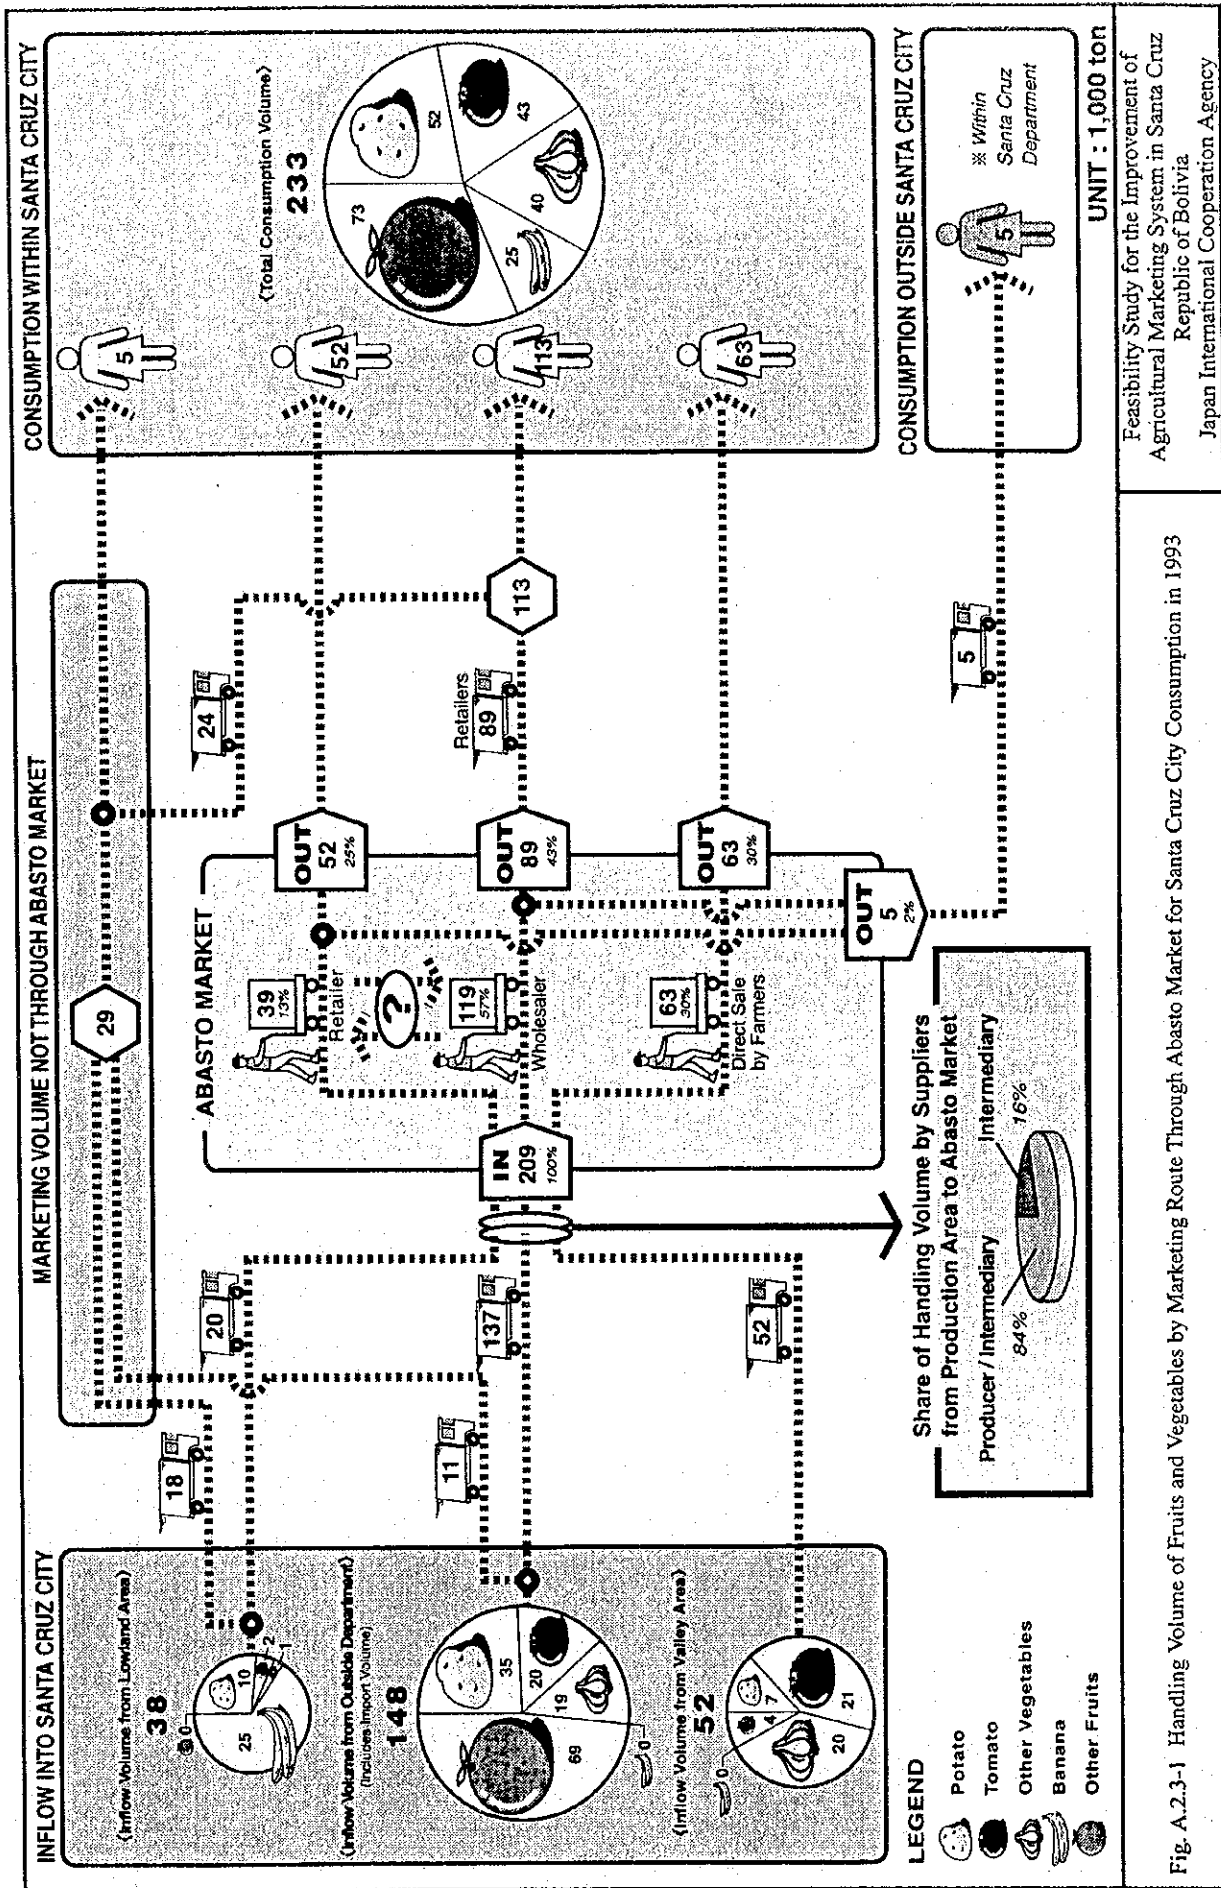 INFLOW INTO SANTA CRUZ CITY
⟨Inflow Volume from Lowland Area⟩
38
0
10
2
1
25
⟨Inflow Volume from Outside Department⟩
(Includes Import Volume)
148
35
20
19
0
69
⟨Inflow Volume from Valley Area⟩
52
0
4
7
21
20
18
20
11
137
52
MARKETING VOLUME NOT THROUGH ABASTO MARKET
29
24
ABASTO MARKET
IN
209
100%
39
13%
Retailer
?
119
57%
Wholesaler
63
30%
Direct Sale
by Farmers
OUT
52
25%
OUT
89
43%
OUT
63
30%
OUT
5
2%
Retailers
89
113
5
CONSUMPTION WITHIN SANTA CRUZ CITY
5
52
113
63
⟨Total Consumption Volume⟩
233
73
52
43
40
25
CONSUMPTION OUTSIDE SANTA CRUZ CITY
5
※ Within
Santa Cruz
Department
UNIT : 1,000 ton
LEGEND
Potato
Tomato
Other Vegetables
Banana
Other Fruits
Share of Handling Volume by Suppliers
from Production Area to Abasto Market
Producer / Intermediary
Intermediary
84%
16%
Fig. A.2.3-1 Handling Volume of Fruits and Vegetables by Marketing Route Through Abasto Market for Santa Cruz City Consumption in 1993
Feasibility Study for the Improvement of
Agricultural Marketing System in Santa Cruz
Republic of Bolivia
Japan International Cooperation Agency